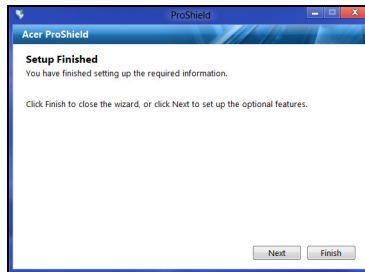 ProShield
Acer ProShield
Setup Finished
You have finished setting up the required information.
Click Finish to close the wizard, or click Next to set up the optional features.
Next
Finish